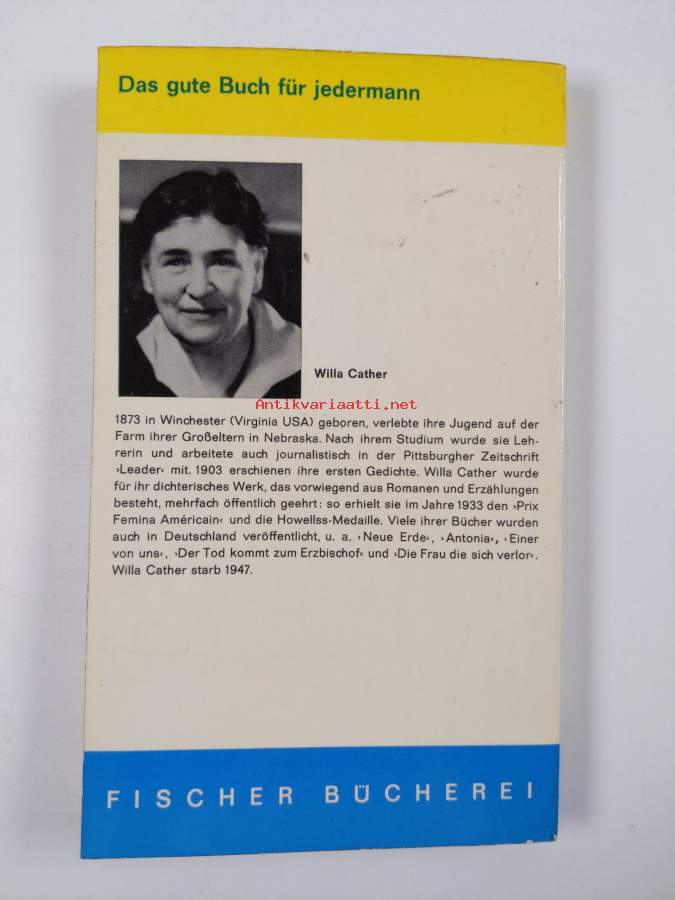 Das gute Buch für jedermann
Willa Cather
Antikvariaatti.net
1873 in Winchester (Virginia USA) geboren, verlebte ihre Jugend auf der
Farm ihrer Großeltern in Nebraska. Nach ihrem Studium wurde sie Leh-
rerin und arbeitete auch journalistisch in der Pittsburgher Zeitschrift
›Leader‹ mit. 1903 erschienen ihre ersten Gedichte. Willa Cather wurde
für ihr dichterisches Werk, das vorwiegend aus Romanen und Erzählungen
besteht, mehrfach öffentlich geehrt: so erhielt sie im Jahre 1933 den ›Prix
Femina Américain‹ und die Howellss-Medaille. Viele ihrer Bücher wurden
auch in Deutschland veröffentlicht, u. a. ›Neue Erde‹, ›Antonia‹, ›Einer
von uns‹, ›Der Tod kommt zum Erzbischof‹ und ›Die Frau die sich verlor‹.
Willa Cather starb 1947.
FISCHER BÜCHEREI